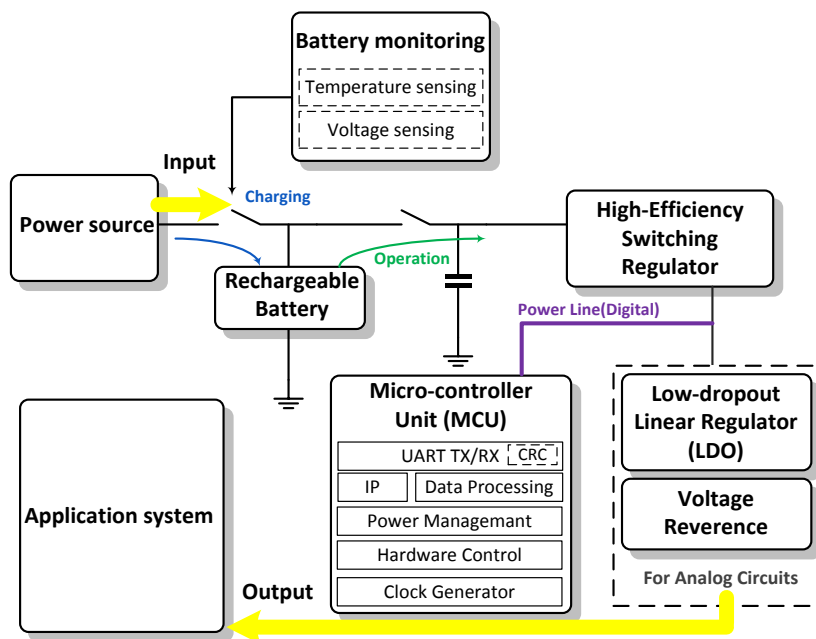 Battery monitoring
Temperature sensing
Voltage sensing
Input
Power source
Charging
Operation
Rechargeable
Battery
High-Efficiency
Switching
Regulator
Power Line(Digital)
Micro-controller
Unit (MCU)
UART TX/RX
CRC
IP
Data Processing
Power Managemant
Hardware Control
Clock Generator
Low-dropout
Linear Regulator
(LDO)
Voltage
Reverence
For Analog Circuits
Application system
Output